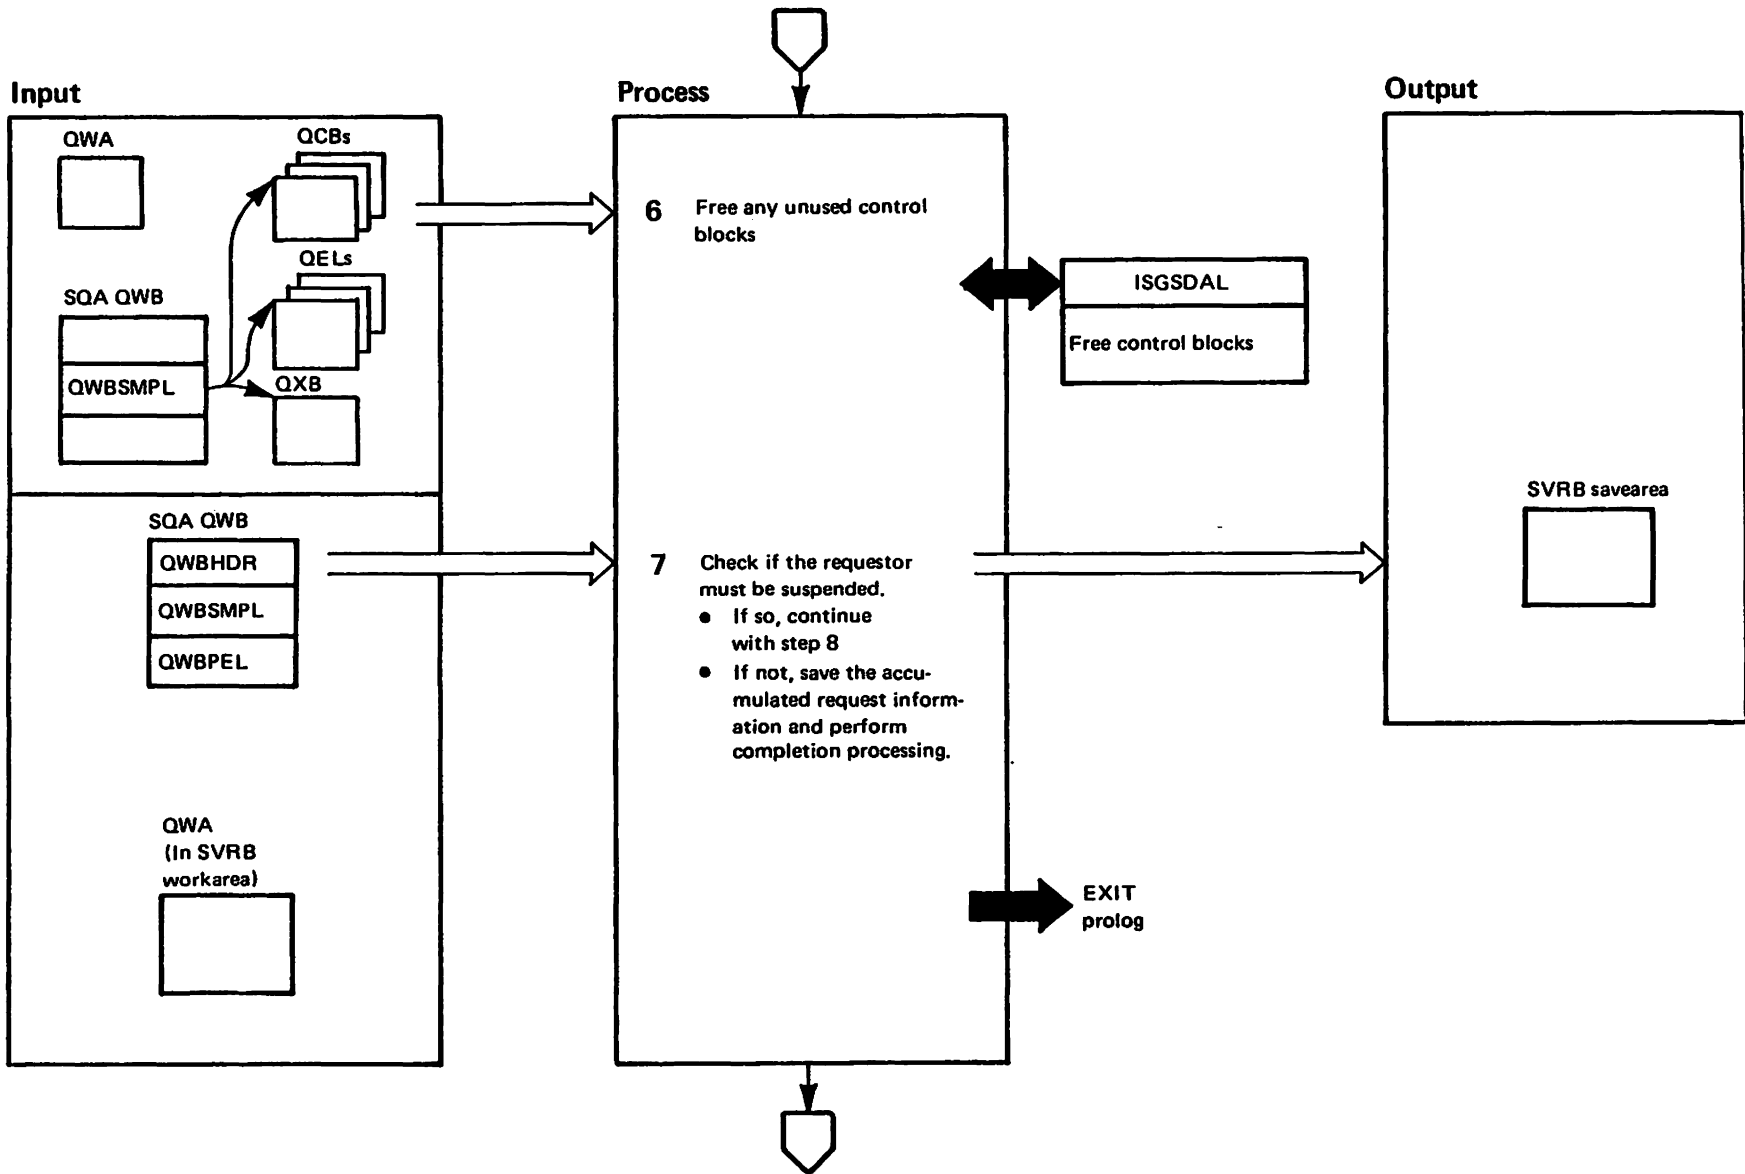 Input
QWA
QCBs
QELs
SQA QWB
QWBSMPL
QXB
SQA QWB
QWBHDR
QWBSMPL
QWBPEL
QWA
(In SVRB
workarea)
Process
6 Free any unused control
blocks
ISGSDAL
Free control blocks
7 Check if the requestor
must be suspended.
• If so, continue
with step 8
• If not, save the accu-
mulated request inform-
ation and perform
completion processing.
EXIT
prolog
Output
SVRB savearea